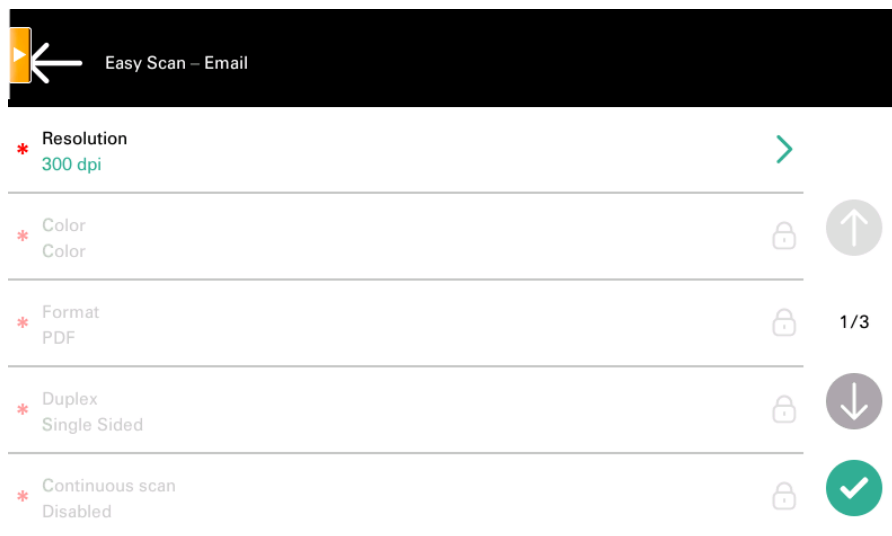 Easy Scan – Email
* Resolution
300 dpi
* Color
Color
* Format
PDF
1/3
* Duplex
Single Sided
* Continuous scan
Disabled